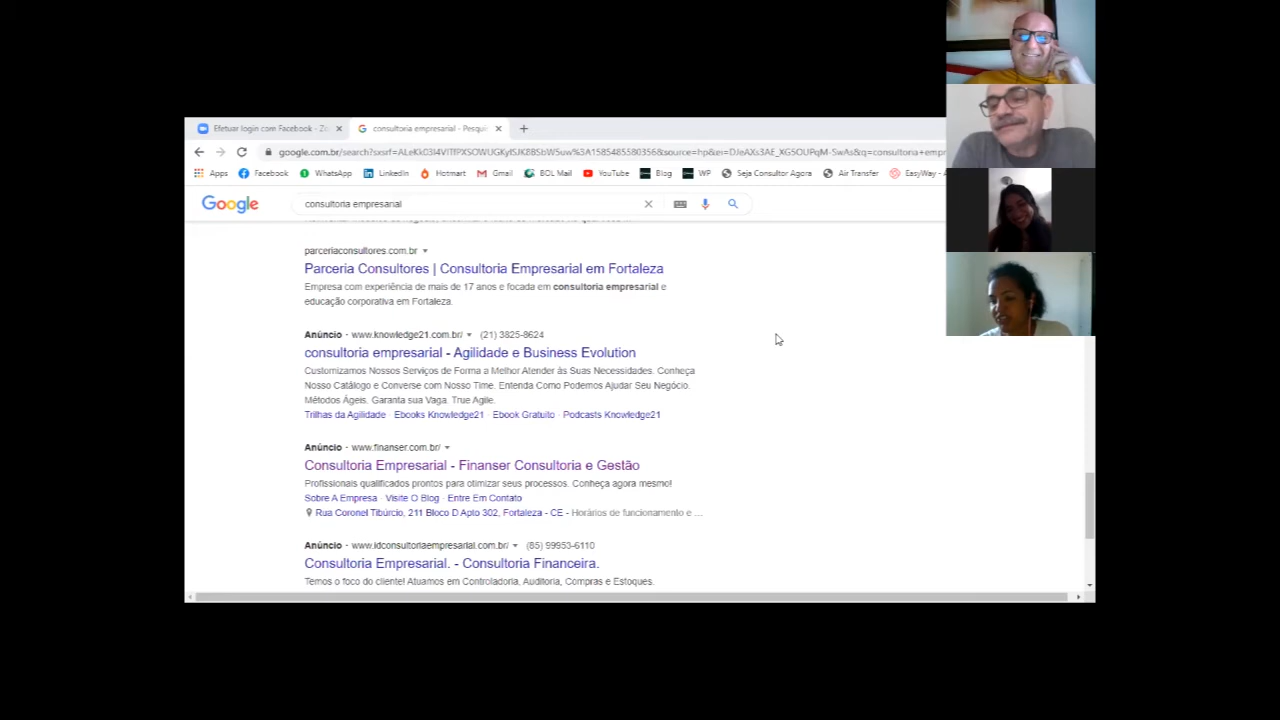 Efetuar login com Facebook - Zo
consultoria empresarial - Pesqui
Apps Facebook WhatsApp LinkedIn Hotmart Gmail BOL Mail YouTube Blog WP Seja Consultor Agora Air Transfer EasyWay - A
Google consultoria empresarial
parceriaconsultores.com.br
Parceria Consultores | Consultoria Empresarial em Fortaleza
Empresa com experiência de mais de 17 anos e focada em consultoria empresarial e
educação corporativa em Fortaleza.
Anúncio · www.knowledge21.com.br/ (21) 3825-8624
consultoria empresarial - Agilidade e Business Evolution
Customizamos Nossos Serviços de Forma a Melhor Atender às Suas Necessidades. Conheça
Nosso Catálogo e Converse com Nosso Time. Entenda Como Podemos Ajudar Seu Negócio.
Métodos Ágeis. Garanta sua Vaga. True Agile.
Trilhas da Agilidade · Ebooks Knowledge21 · Ebook Gratuito · Podcasts Knowledge21
Anúncio · www.finanser.com.br/
Consultoria Empresarial - Finanser Consultoria e Gestão
Profissionais qualificados prontos para otimizar seus processos. Conheça agora mesmo!
Sobre A Empresa · Visite O Blog · Entre Em Contato
Rua Coronel Tibúrcio, 211 Bloco D Apto 302, Fortaleza - CE - Horários de funcionamento e ...
Anúncio · www.idconsultoriaempresarial.com.br/ (85) 99953-6110
Consultoria Empresarial. - Consultoria Financeira.
Temos o foco do cliente! Atuamos em Controladoria, Auditoria, Compras e Estoques.